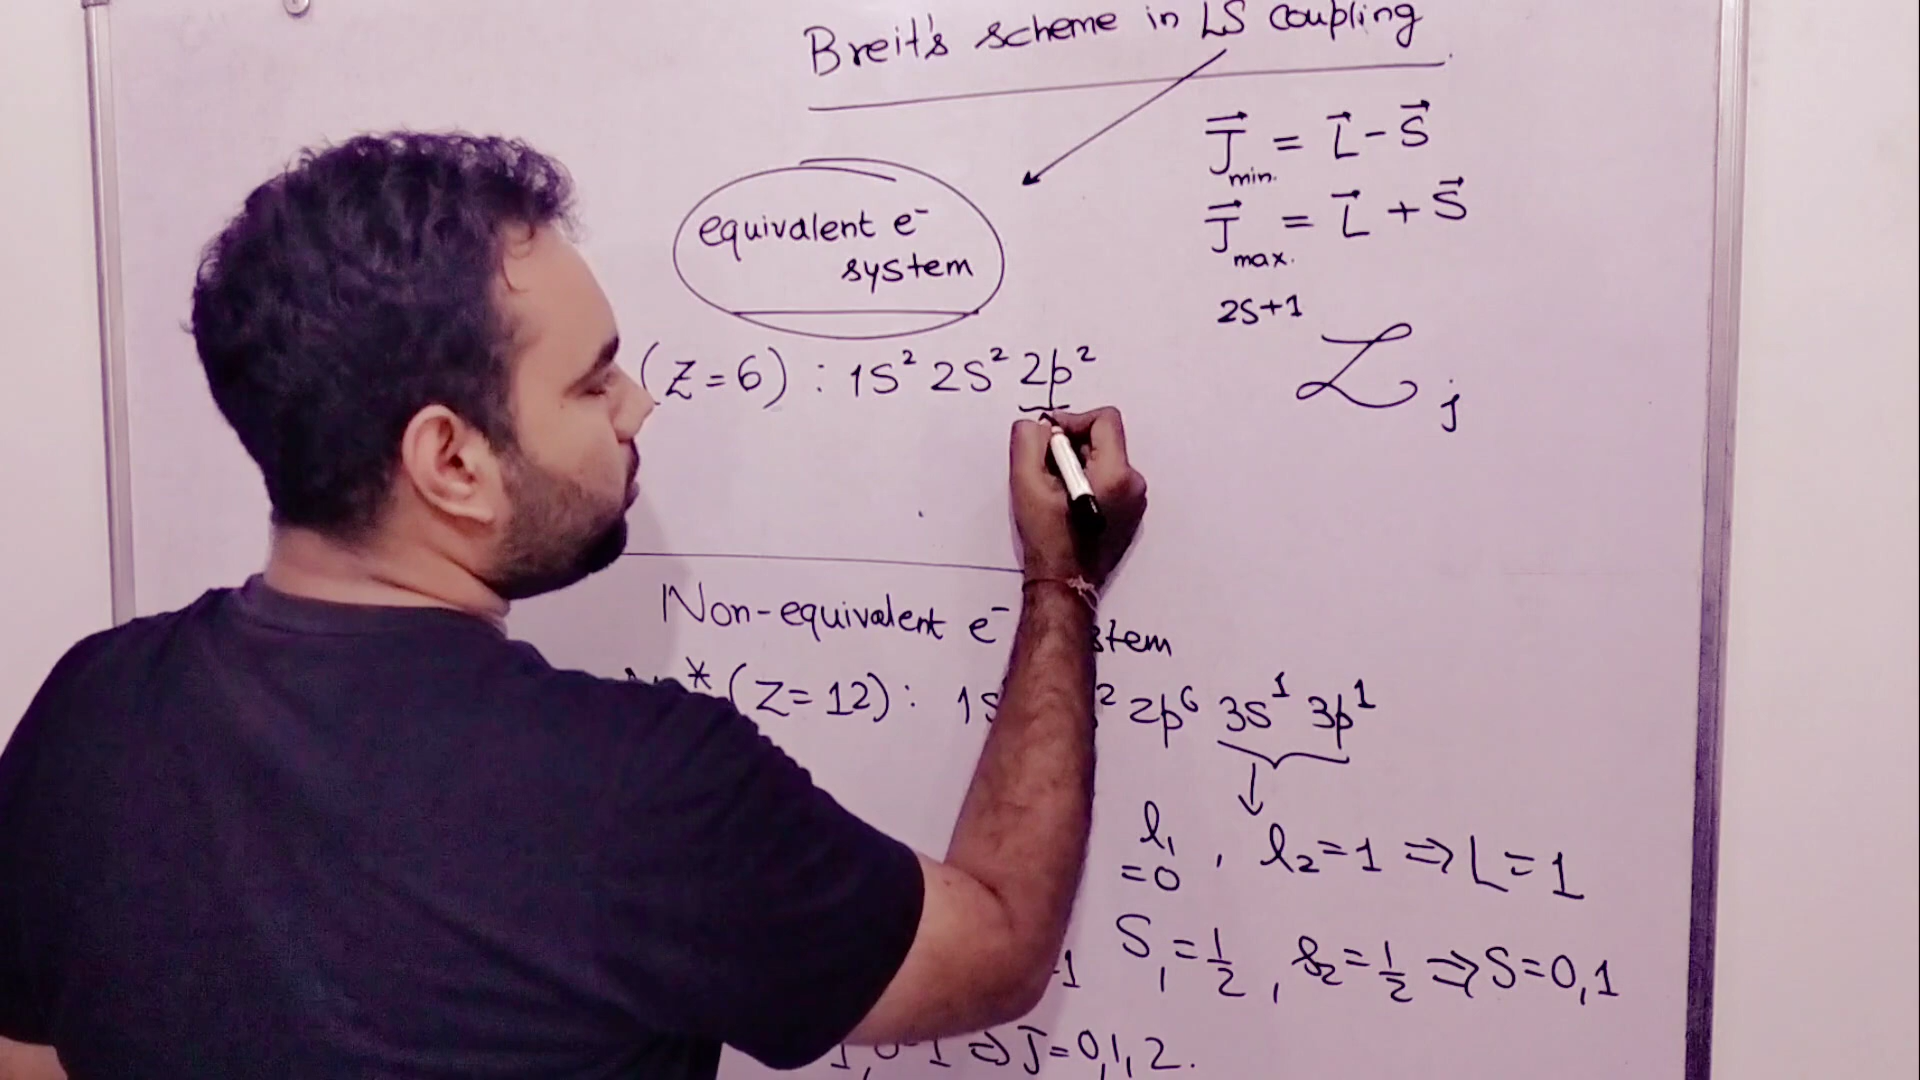 Breit's scheme in LS coupling
J⃗min. = L⃗ - S⃗
J⃗max. = L⃗ + S⃗
equivalent e⁻
system
2S+1
L j
(Z=6) : 1S² 2S² 2p²
Non-equivalent e⁻
* (Z=12) : 1S ² 2p⁶ 3S¹ 3p¹
l₁ =0 , l₂=1 ⇒ L=1
S₁=1/2 , s₂=1/2 ⇒ S=0,1
⇒ J=0,1,2.